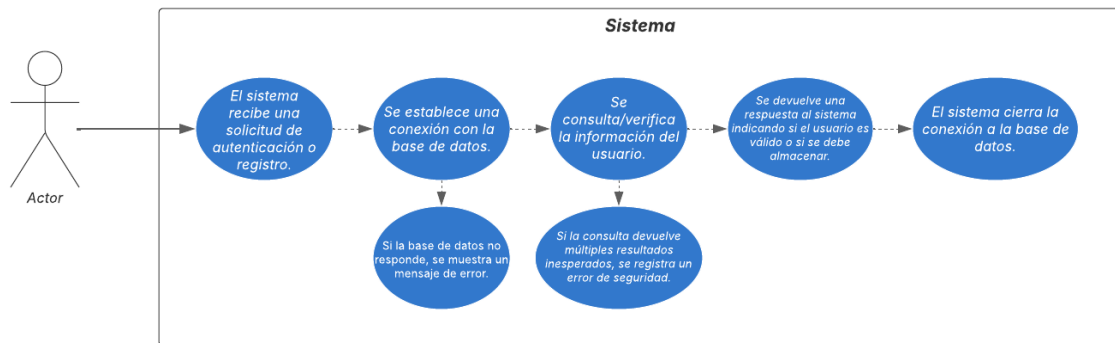 Sistema
Actor
El sistema
recibe una
solicitud de
autenticación o
registro.
Se establece una
conexión con la
base de datos.
Se
consulta/verifica
la información del
usuario.
Se devuelve una
respuesta al sistema
indicando si el usuario es
válido o si se debe
almacenar.
El sistema cierra la
conexión a la base de
datos.
Si la base de datos no
responde, se muestra un
mensaje de error.
Si la consulta devuelve
múltiples resultados
inesperados, se registra un
error de seguridad.